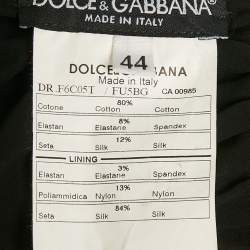 DOLCE & GABBANA
MADE IN ITALY
44
DOLCE GABBANA
Made in Italy
DR.F6C05T / FU5BG CA 00985
80%
Cotone Cotton Cotton
8%
Elastan Elastane Spandex
12%
Seta Silk Silk
LINING
3%
Elastan Elastane Spandex
13%
Poliammidica Nylon Nylon
84%
Seta Silk Silk